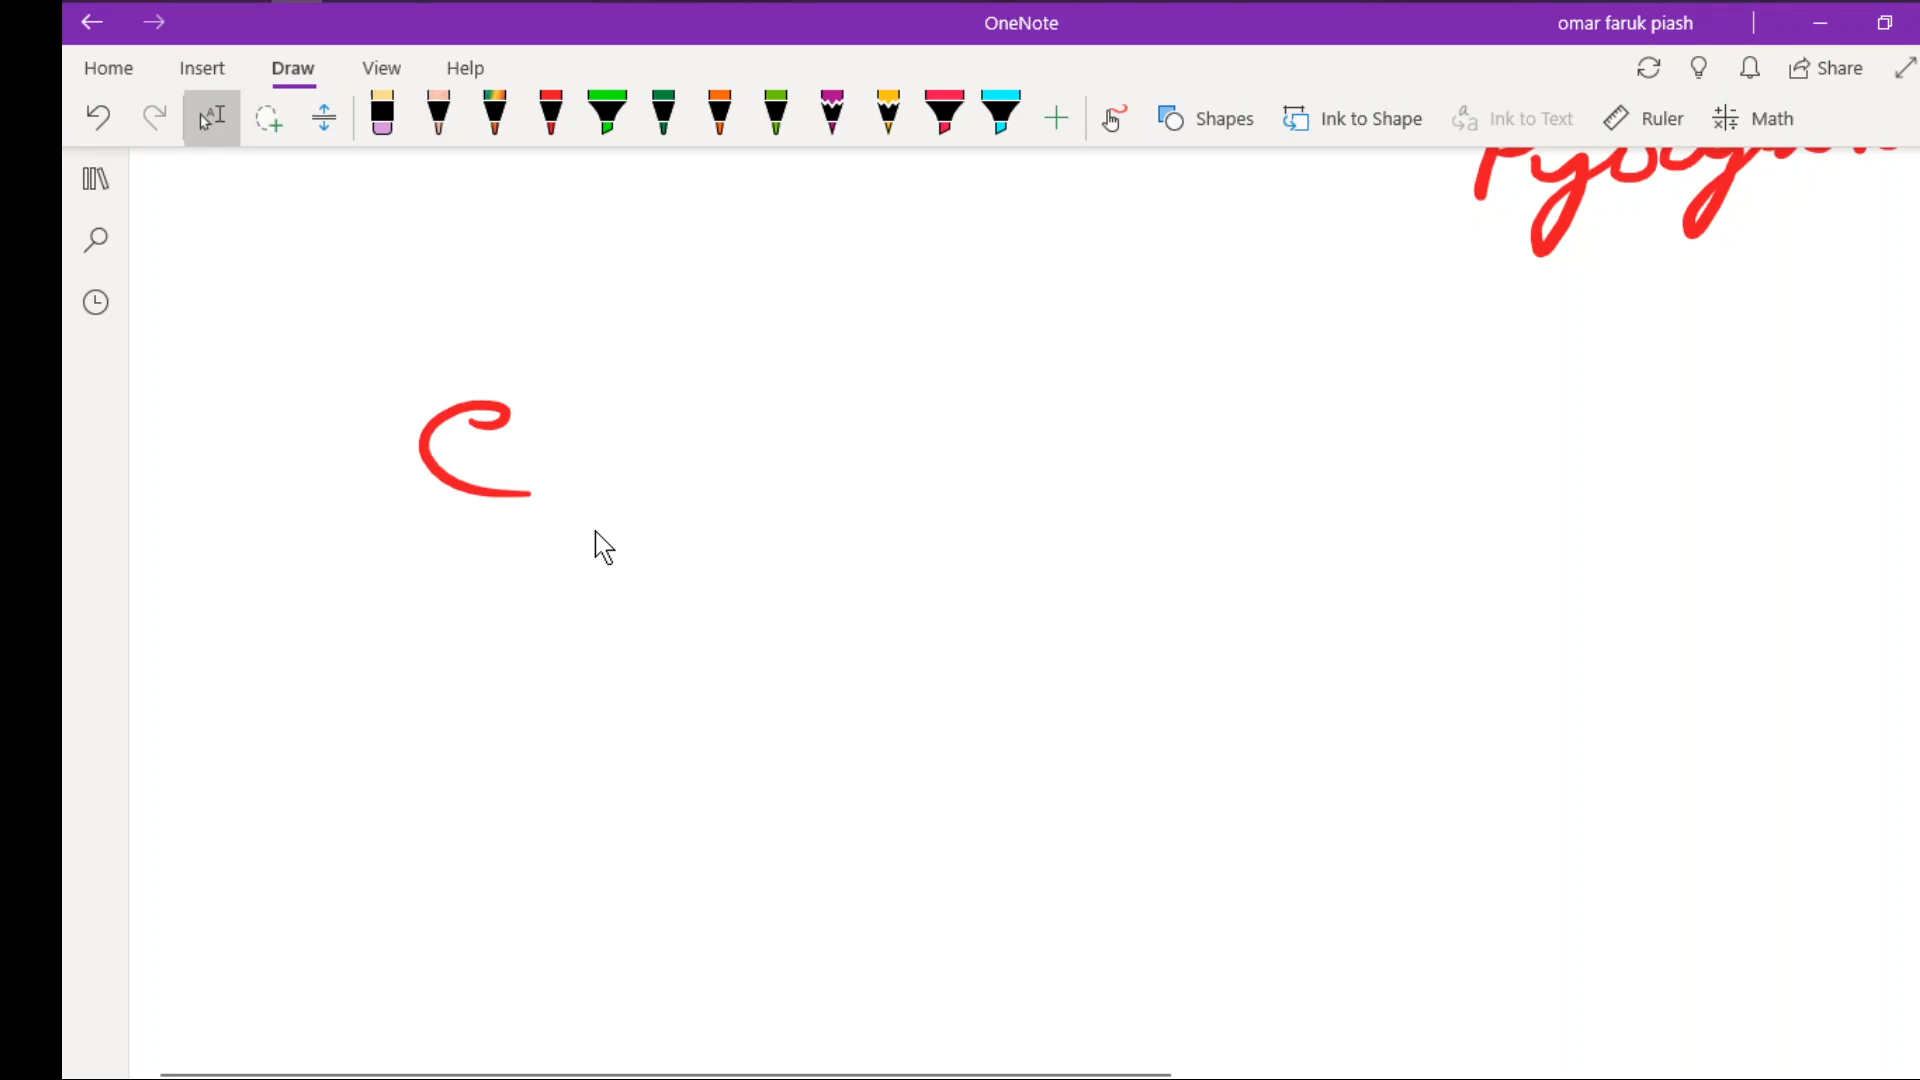 OneNote
omar faruk piash
Home Insert Draw View Help
Share
Shapes Ink to Shape Ink to Text Ruler Math
C